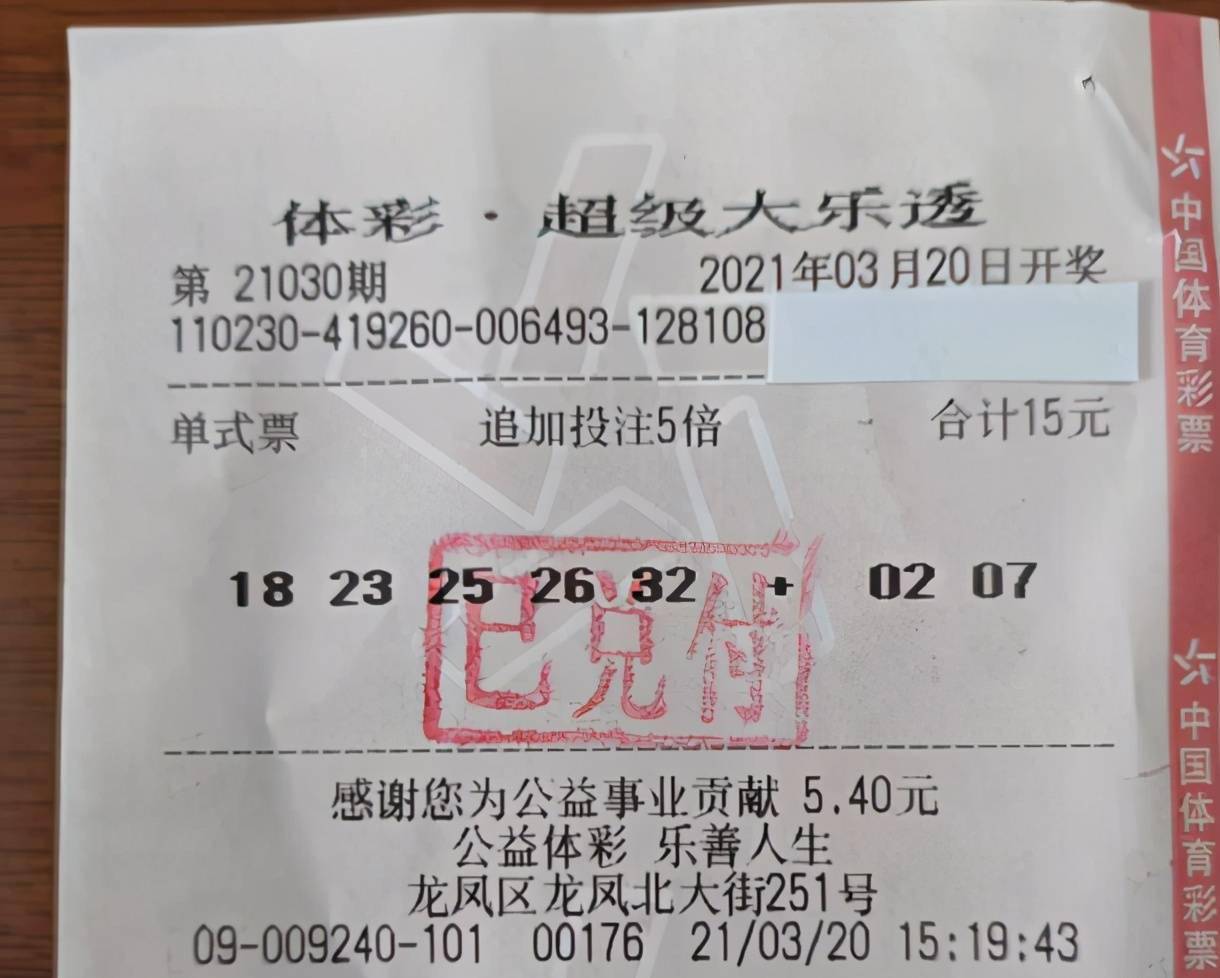 体彩·超级大乐透
第 21030期 2021年03月20日开奖
110230-419260-006493-128108
单式票 追加投注5倍 合计15元
18 23 25 26 32 + 02 07
已兑付
感谢您为公益事业贡献 5.40元
公益体彩 乐善人生
龙凤区龙凤北大街251号
09-009240-101 00176 21/03/20 15:19:43
中国体育彩票
中国体育彩票